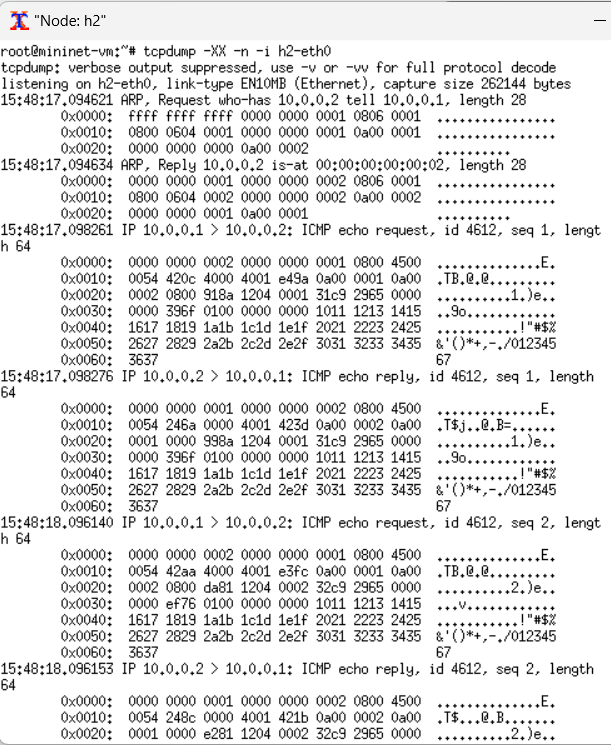 "Node: h2"
root@mininet-vm:~# tcpdump -XX -n -i h2-eth0
tcpdump: verbose output suppressed, use -v or -vv for full protocol decode
listening on h2-eth0, link-type EN10MB (Ethernet), capture size 262144 bytes
15:48:17.094621 ARP, Request who-has 10.0.0.2 tell 10.0.0.1, length 28
0x0000:  ffff ffff ffff 0000 0000 0001 0806 0001  ................
0x0010:  0800 0604 0001 0000 0000 0001 0a00 0001  ................
0x0020:  0000 0000 0000 0a00 0002                 ..........
15:48:17.094634 ARP, Reply 10.0.0.2 is-at 00:00:00:00:00:02, length 28
0x0000:  0000 0000 0001 0000 0000 0002 0806 0001  ................
0x0010:  0800 0604 0002 0000 0000 0002 0a00 0002  ................
0x0020:  0000 0000 0001 0a00 0001                 ..........
15:48:17.098261 IP 10.0.0.1 > 10.0.0.2: ICMP echo request, id 4612, seq 1, lengt
h 64
0x0000:  0000 0000 0002 0000 0000 0001 0800 4500  ..............E.
0x0010:  0054 420c 4000 4001 e49a 0a00 0001 0a00  .TB.@.@.........
0x0020:  0002 0800 918a 1204 0001 31c9 2965 0000  ..........1.)e..
0x0030:  0000 396f 0100 0000 0000 1011 1213 1415  ..9o............
0x0040:  1617 1819 1a1b 1c1d 1e1f 2021 2223 2425  ...........!"#$%
0x0050:  2627 2829 2a2b 2c2d 2e2f 3031 3233 3435  &'()*+,-./012345
0x0060:  3637                                     67
15:48:17.098276 IP 10.0.0.2 > 10.0.0.1: ICMP echo reply, id 4612, seq 1, length
64
0x0000:  0000 0000 0001 0000 0000 0002 0800 4500  ..............E.
0x0010:  0054 246a 0000 4001 423d 0a00 0002 0a00  .T$j..@.B=......
0x0020:  0001 0000 998a 1204 0001 31c9 2965 0000  ..........1.)e..
0x0030:  0000 396f 0100 0000 0000 1011 1213 1415  ..9o............
0x0040:  1617 1819 1a1b 1c1d 1e1f 2021 2223 2425  ...........!"#$%
0x0050:  2627 2829 2a2b 2c2d 2e2f 3031 3233 3435  &'()*+,-./012345
0x0060:  3637                                     67
15:48:18.096140 IP 10.0.0.1 > 10.0.0.2: ICMP echo request, id 4612, seq 2, lengt
h 64
0x0000:  0000 0000 0002 0000 0000 0001 0800 4500  ..............E.
0x0010:  0054 42aa 4000 4001 e3fc 0a00 0001 0a00  .TB.@.@.........
0x0020:  0002 0800 da81 1204 0002 32c9 2965 0000  ..........2.)e..
0x0030:  0000 ef76 0100 0000 0000 1011 1213 1415  ...v............
0x0040:  1617 1819 1a1b 1c1d 1e1f 2021 2223 2425  ...........!"#$%
0x0050:  2627 2829 2a2b 2c2d 2e2f 3031 3233 3435  &'()*+,-./012345
0x0060:  3637                                     67
15:48:18.096153 IP 10.0.0.2 > 10.0.0.1: ICMP echo reply, id 4612, seq 2, length
64
0x0000:  0000 0000 0001 0000 0000 0002 0800 4500  ..............E.
0x0010:  0054 248c 0000 4001 421b 0a00 0002 0a00  .T$...@.B.......
0x0020:  0001 0000 e281 1204 0002 32c9 2965 0000  ..........2.)e..